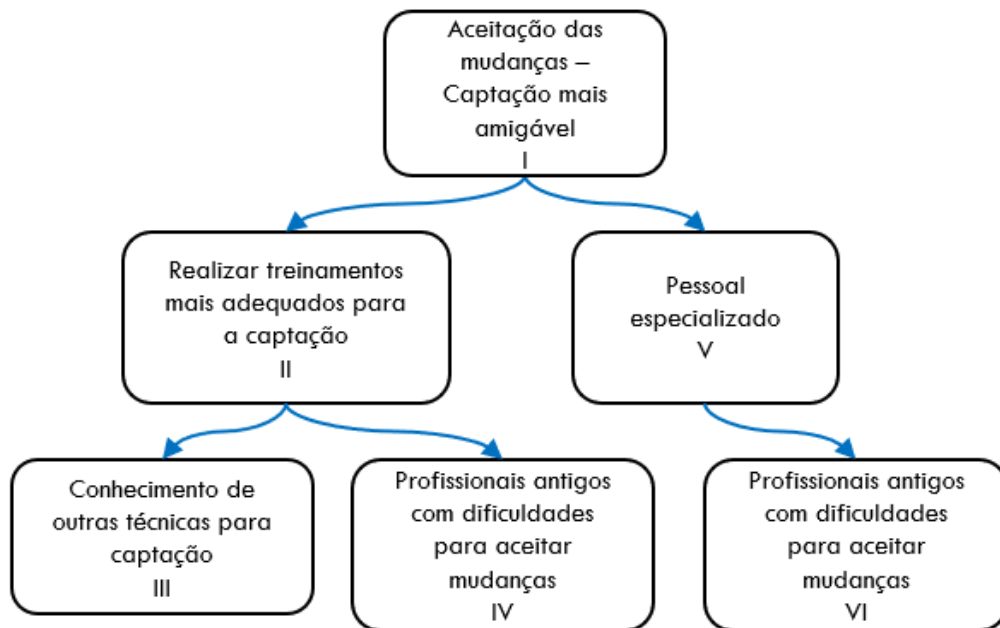 Aceitação das
mudanças –
Captação mais
amigável
I
Realizar treinamentos
mais adequados para
a captação
II
Pessoal
especializado
V
Conhecimento de
outras técnicas para
captação
III
Profissionais antigos
com dificuldades
para aceitar
mudanças
IV
Profissionais antigos
com dificuldades
para aceitar
mudanças
VI